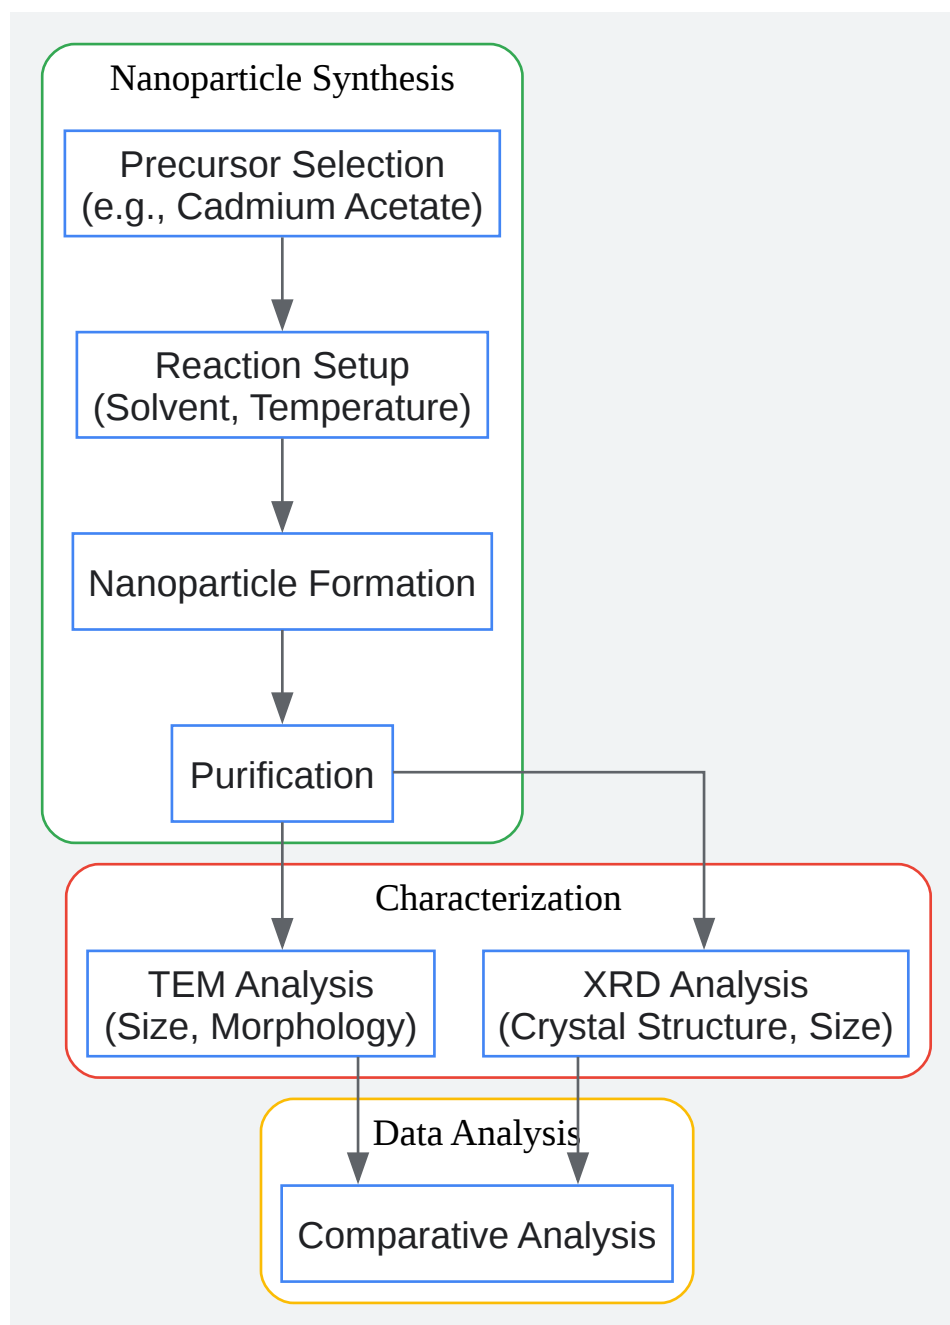 Nanoparticle Synthesis
Precursor Selection
(e.g., Cadmium Acetate)
Reaction Setup
(Solvent, Temperature)
Nanoparticle Formation
Purification
Characterization
TEM Analysis
(Size, Morphology)
XRD Analysis
(Crystal Structure, Size)
Data Analysis
Comparative Analysis